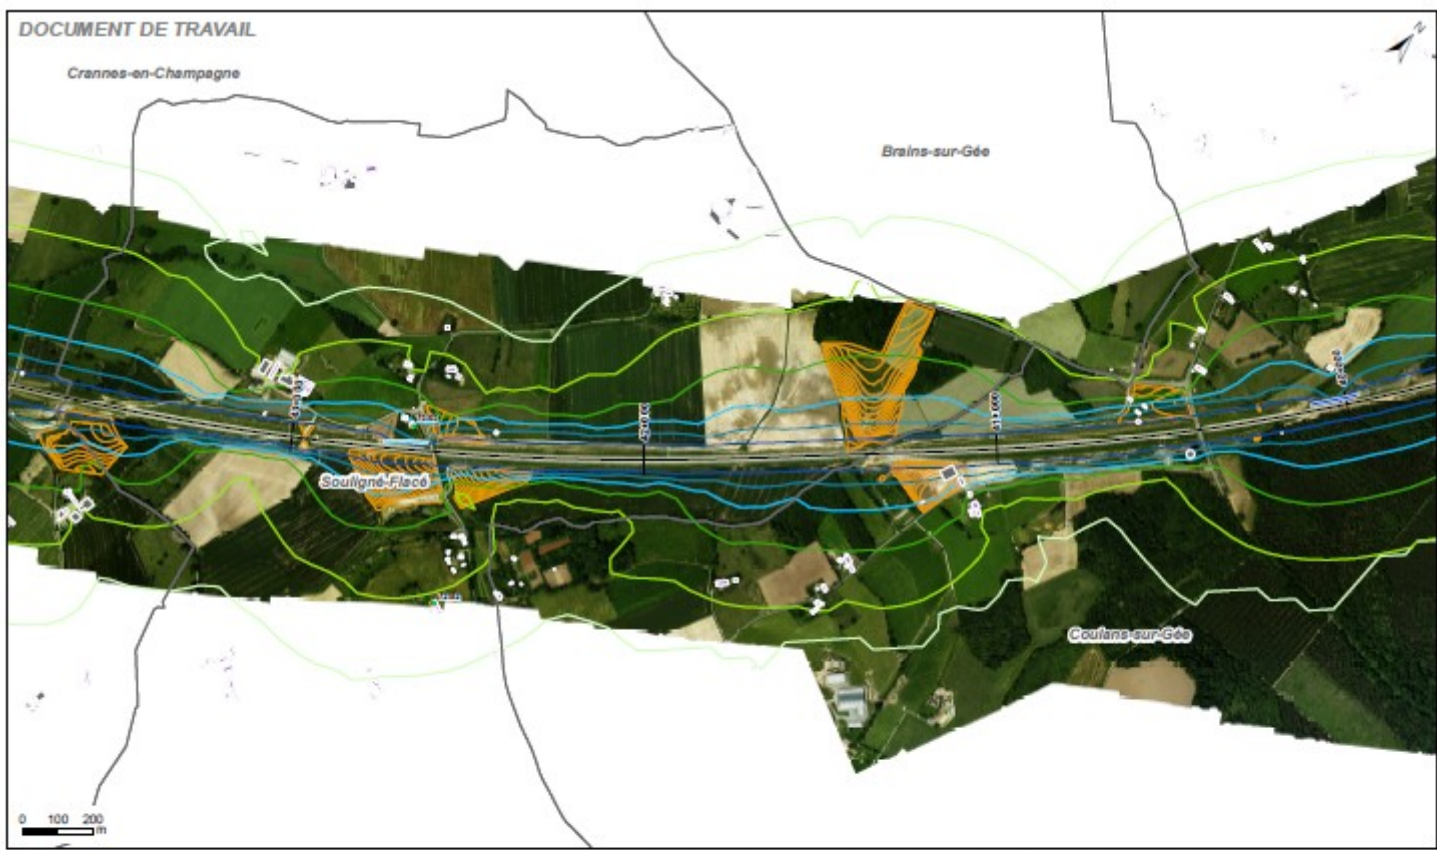 DOCUMENT DE TRAVAIL
N
Crannes-en-Champagne
Brains-sur-Gée
Souligné-Flacé
Coulans-sur-Gée
0 100 200
m